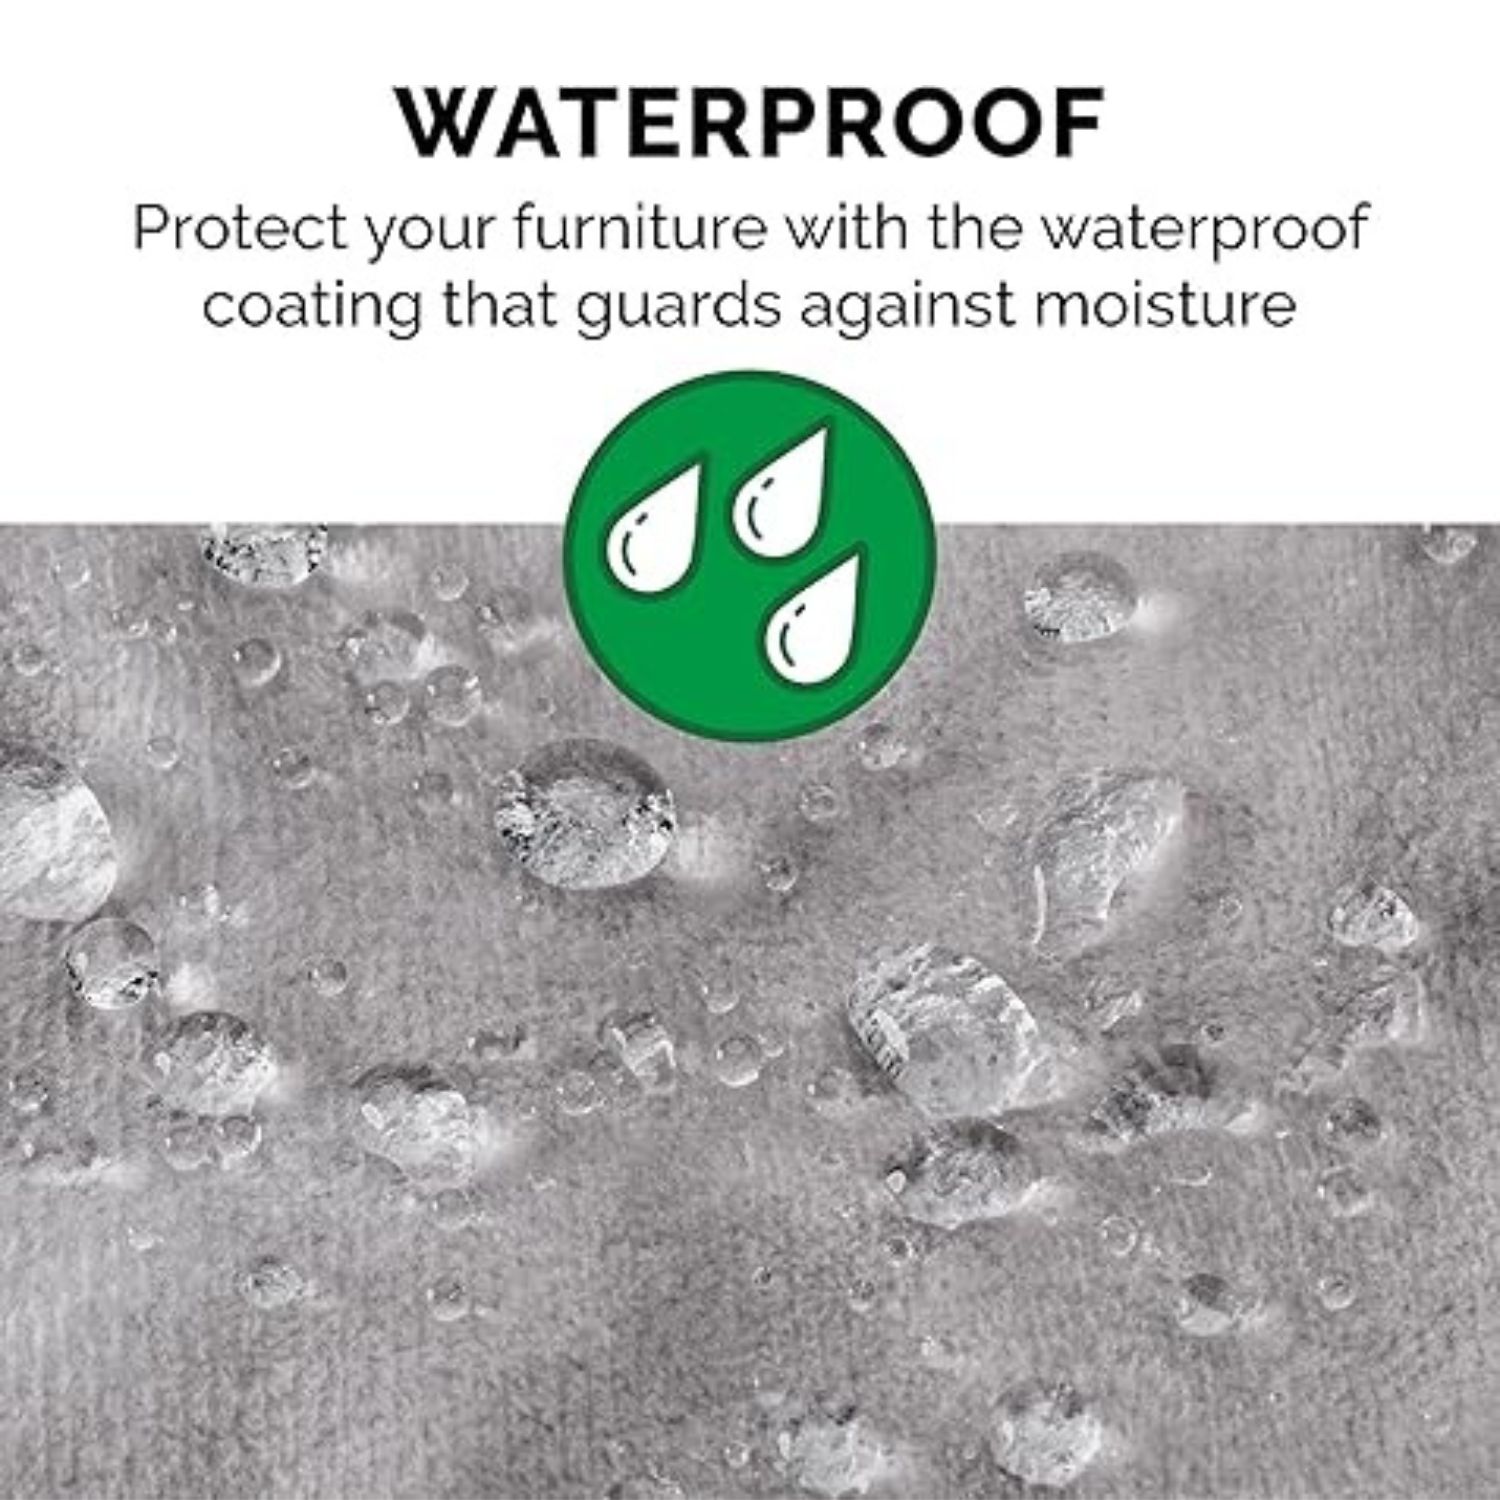 WATERPROOF
Protect your furniture with the waterproof
coating that guards against moisture